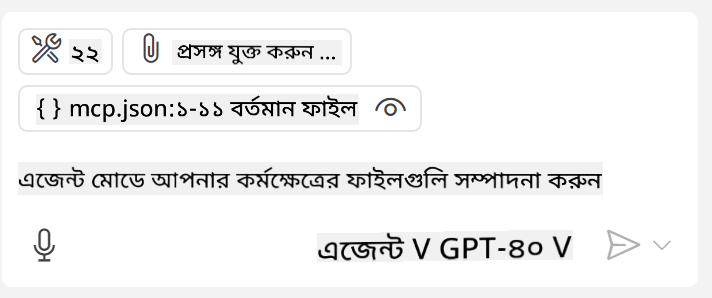 ২২ প্রসঙ্গ যুক্ত করুন ...
{ } mcp.json:১-১১ বর্তমান ফাইল
এজেন্ট মোডে আপনার কর্মক্ষেত্রের ফাইলগুলি সম্পাদনা করুন
এজেন্ট V GPT-৪০ V